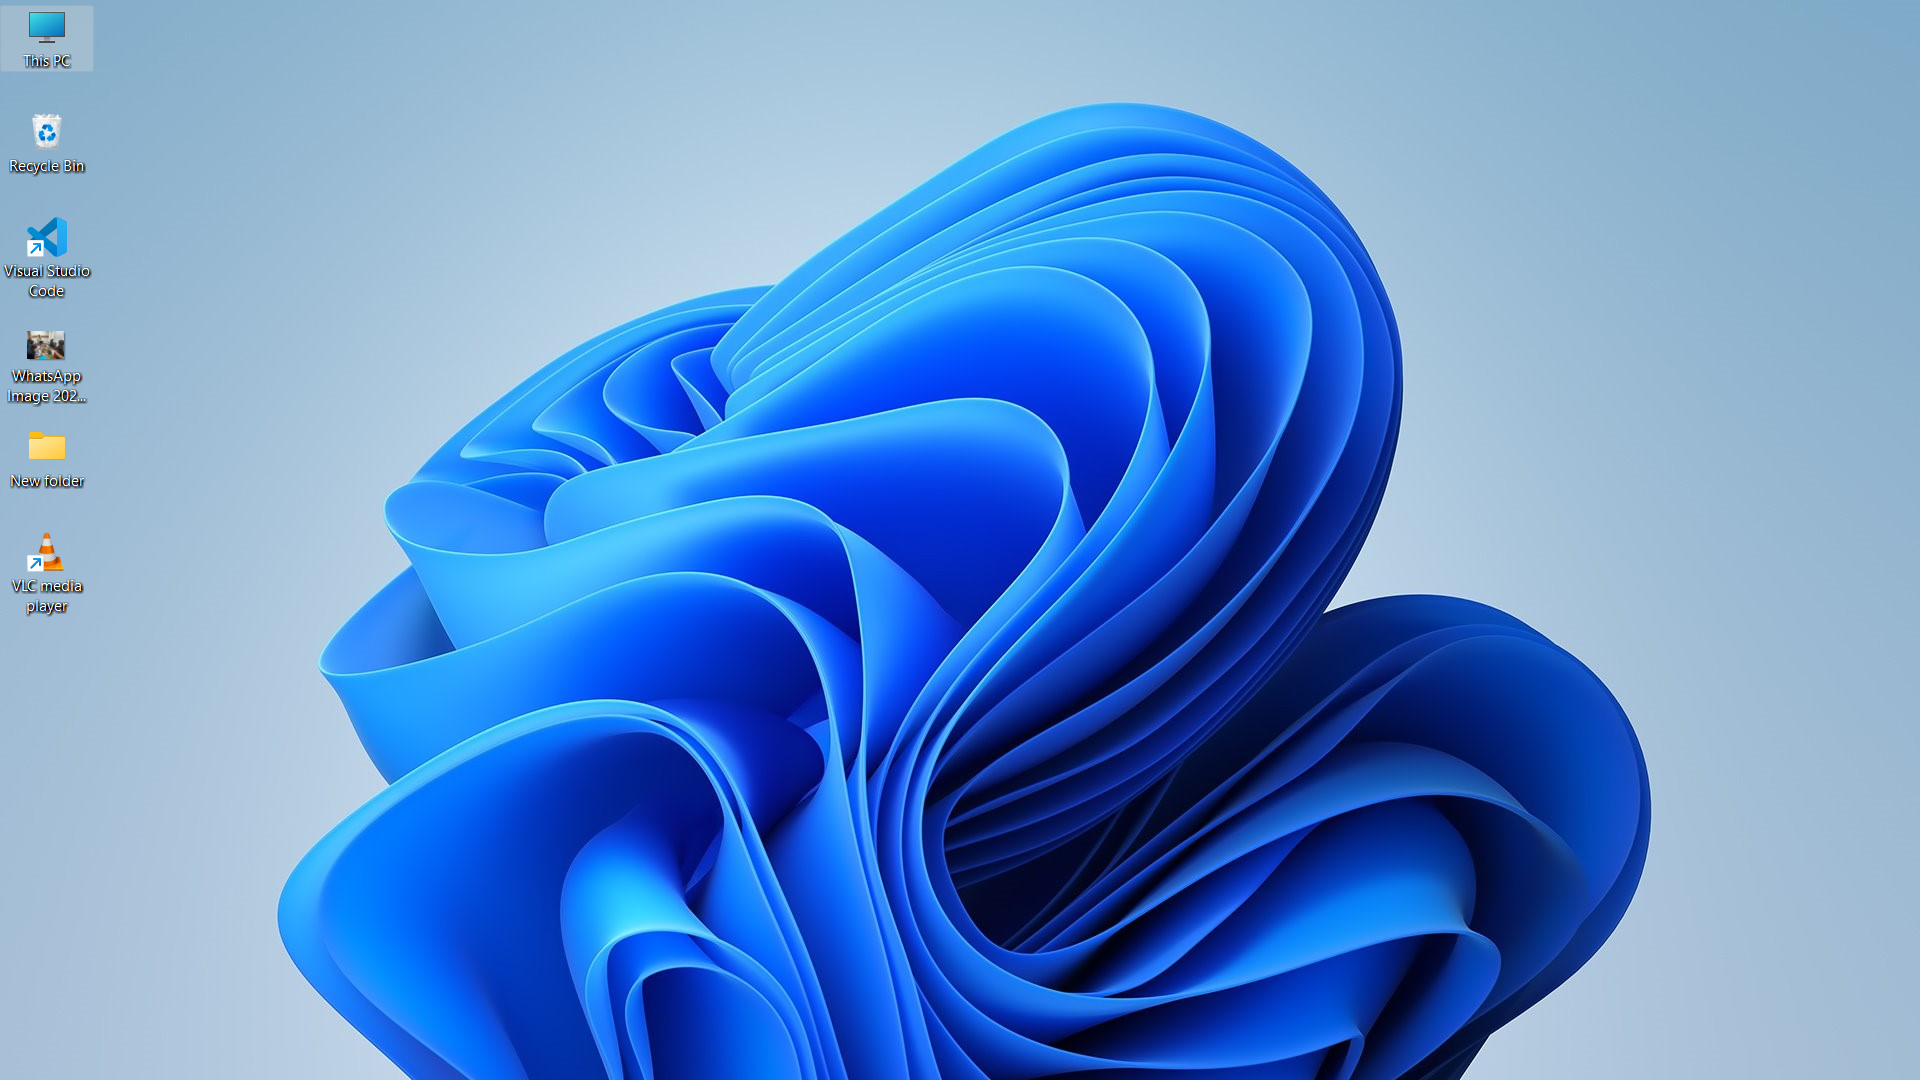 This PC
Recycle Bin
Visual Studio
Code
WhatsApp
Image 202...
New folder
VLC media
player